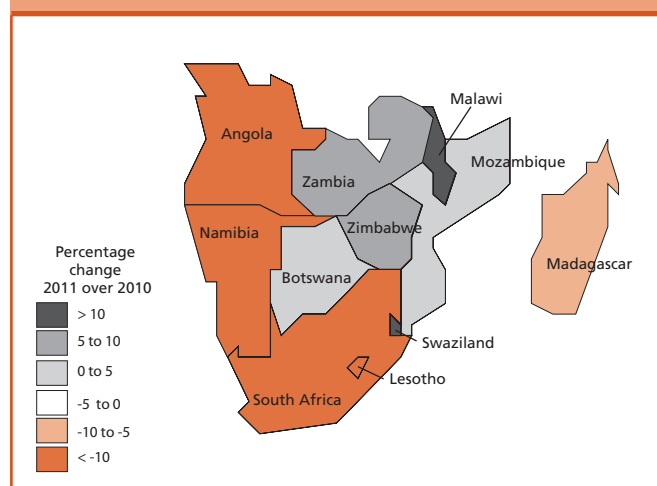 Malawi
Angola
Mozambique
Zambia
Namibia
Zimbabwe
Percentage
change
2011 over 2010
Botswana
Madagascar
> 10
5 to 10
Swaziland
0 to 5
Lesotho
-5 to 0
South Africa
-10 to -5
< -10